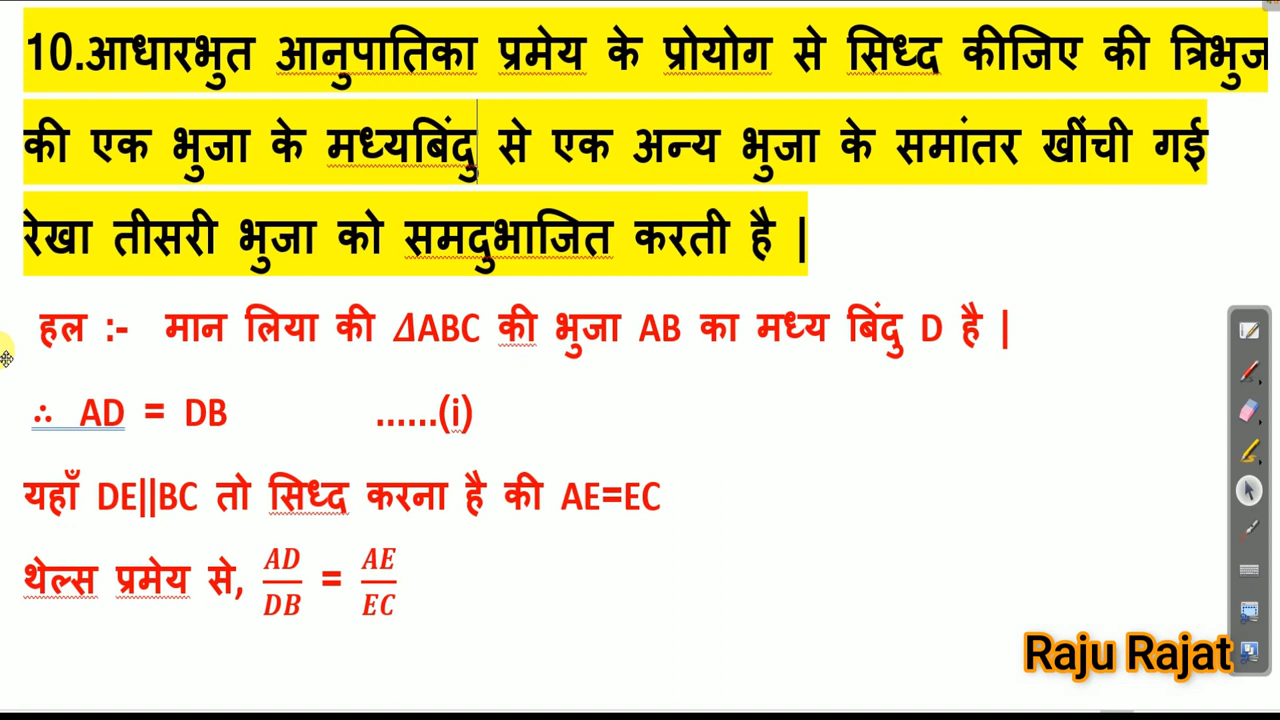 10.आधारभुत आनुपातिका प्रमेय के प्रोयोग से सिध्द कीजिए की त्रिभुज
की एक भुजा के मध्यबिंदु से एक अन्य भुजा के समांतर खींची गई
रेखा तीसरी भुजा को समदुभाजित करती है |
हल :- मान लिया की ΔABC की भुजा AB का मध्य बिंदु D है |
∴ AD = DB ......(i)
यहाँ DE||BC तो सिध्द करना है की AE=EC
थेल्स प्रमेय से, AD/DB = AE/EC
Raju Rajat